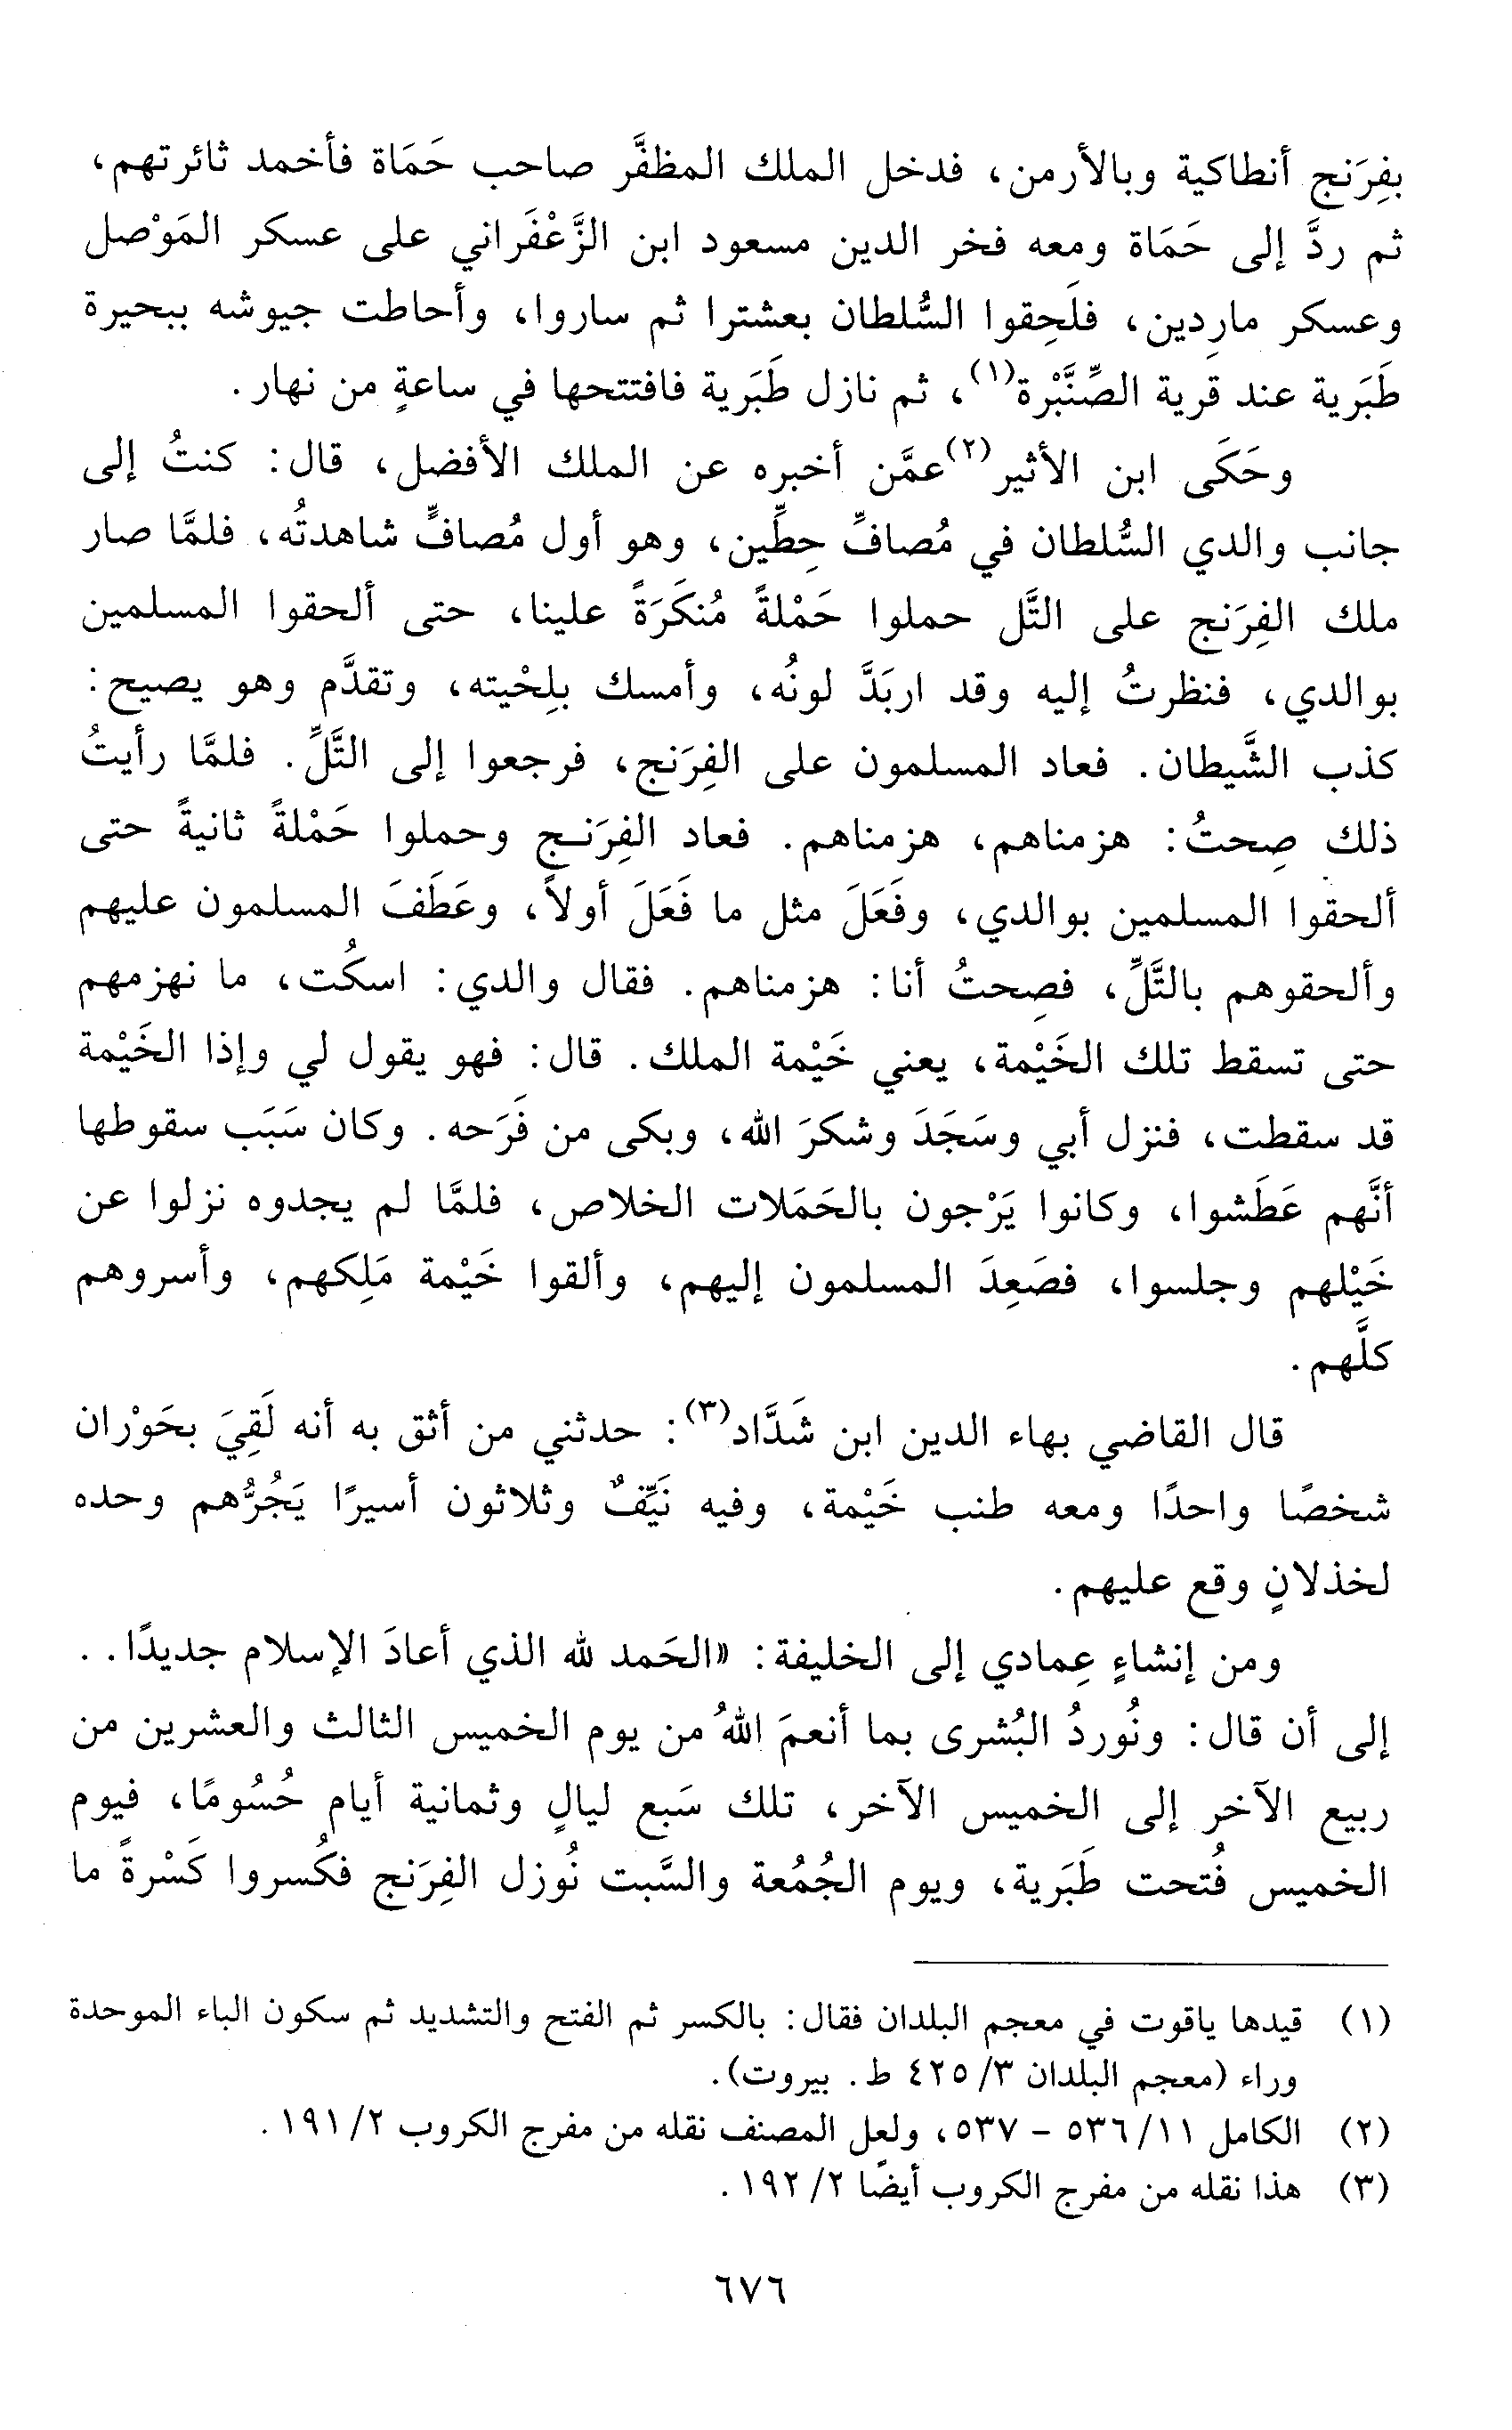 بفِرَنج أنطاكية وبالأرمن، فدخل الملك المظفَّر صاحب حَمَاة فأخمد ثائرتهم،
ثم ردَّ إلى حَمَاة ومعه فخر الدين مسعود ابن الزَّعْفَراني على عسكر المَوْصل
وعسكر مارِدين، فلَحِقوا السُّلطان بعشترا ثم ساروا، وأحاطت جيوشه ببحيرة
طَبَرية عند قرية الصِّنَّبْرة(١)، ثم نازل طَبَرية فافتتحها في ساعةٍ من نهار.
وحَكَى ابن الأثير(٢) عمَّن أخبره عن الملك الأفضل، قال: كنتُ إلى
جانب والدي السُّلطان في مُصافِّ حِطِّين، وهو أول مُصافٍّ شاهدتُه، فلمَّا صار
ملك الفِرَنج على التَّل حملوا حَمْلةً مُنكَرَةً علينا، حتى ألحقوا المسلمين
بوالدي، فنظرتُ إليه وقد اربَدَّ لونُه، وأمسك بلِحْيته، وتقدَّم وهو يصيح:
كذب الشَّيطان. فعاد المسلمون على الفِرَنج، فرجعوا إلى التَّلِّ. فلمَّا رأيتُ
ذلك صِحتُ: هزمناهم، هزمناهم. فعاد الفِرَنـج وحملوا حَمْلةً ثانيةً حتى
ألحقوا المسلمين بوالدي، وفَعَلَ مثل ما فَعَلَ أولاً، وعَطَفَ المسلمون عليهم
وألحقوهم بالتَّلِّ، فصِحتُ أنا: هزمناهم. فقال والدي: اسكُت، ما نهزمهم
حتى تسقط تلك الخَيْمة، يعني خَيْمة الملك. قال: فهو يقول لي وإذا الخَيْمة
قد سقطت، فنزل أبي وسَجَدَ وشكرَ الله، وبكى من فَرَحه. وكان سَبَب سقوطها
أنَّهم عَطَشوا، وكانوا يَرْجون بالحَمَلات الخلاص، فلمَّا لم يجدوه نزلوا عن
خَيْلهم وجلسوا، فصَعِدَ المسلمون إليهم، وألقوا خَيْمة مَلِكهم، وأسروهم
كلَّهم.
قال القاضي بهاء الدين ابن شَدَّاد(٣): حدثني من أثق به أنه لَقِيَ بحَوْران
شخصًا واحدًا ومعه طنب خَيْمة، وفيه نَيِّفٌ وثلاثون أسيرًا يَجُرُّهم وحده
لخذلانٍ وقع عليهم.
ومن إنشاءٍ عِمادي إلى الخليفة: «الحَمد لله الذي أعادَ الإسلام جديدًا. .
إلى أن قال: ونُوردُ البُشرى بما أنعمَ اللهُ من يوم الخميس الثالث والعشرين من
ربيع الآخر إلى الخميس الآخر، تلك سَبع ليالٍ وثمانية أيام حُسُومًا، فيوم
الخميس فُتحت طَبَرية، ويوم الجُمُعة والسَّبت نُوزل الفِرَنج فكُسروا كَسْرةً ما
(١) قيدها ياقوت في معجم البلدان فقال: بالكسر ثم الفتح والتشديد ثم سكون الباء الموحدة
وراء (معجم البلدان ٣/ ٤٢٥ ط. بيروت).
(٢) الكامل ١١/ ٥٣٦ - ٥٣٧، ولعل المصنف نقله من مفرج الكروب ٢/ ١٩١.
(٣) هذا نقله من مفرج الكروب أيضًا ٢/ ١٩٢.
٦٧٦